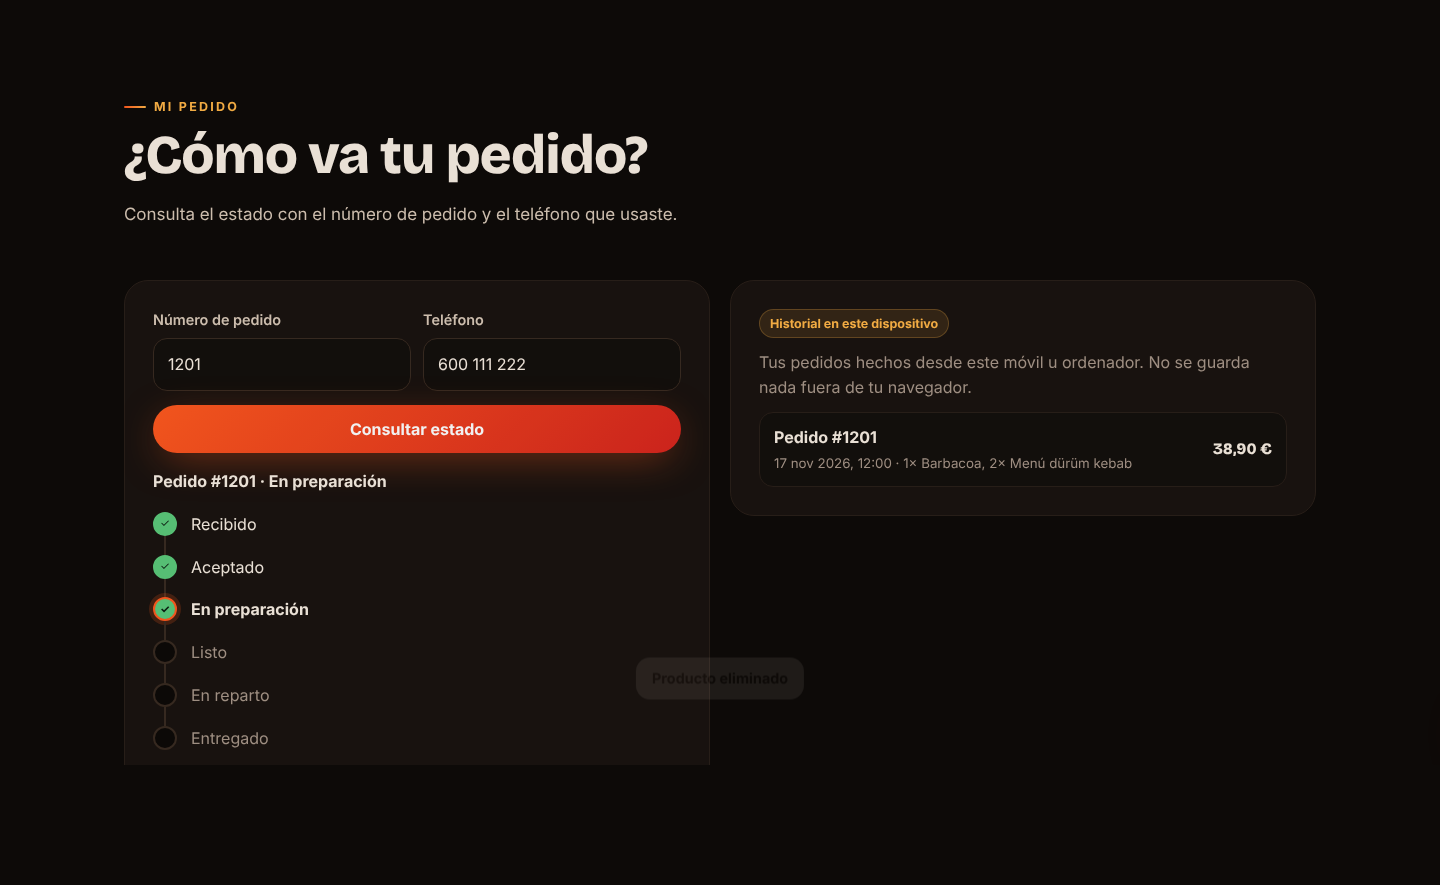 MI PEDIDO
¿Cómo va tu pedido?
Consulta el estado con el número de pedido y el teléfono que usaste.
Número de pedido
Teléfono
1201
600 111 222
Consultar estado
Pedido #1201 · En preparación
Recibido
Aceptado
En preparación
Listo
En reparto
Entregado
Historial en este dispositivo
Tus pedidos hechos desde este móvil u ordenador. No se guarda
nada fuera de tu navegador.
Pedido #1201
17 nov 2026, 12:00 · 1× Barbacoa, 2× Menú dürüm kebab
38,90 €
Producto eliminado